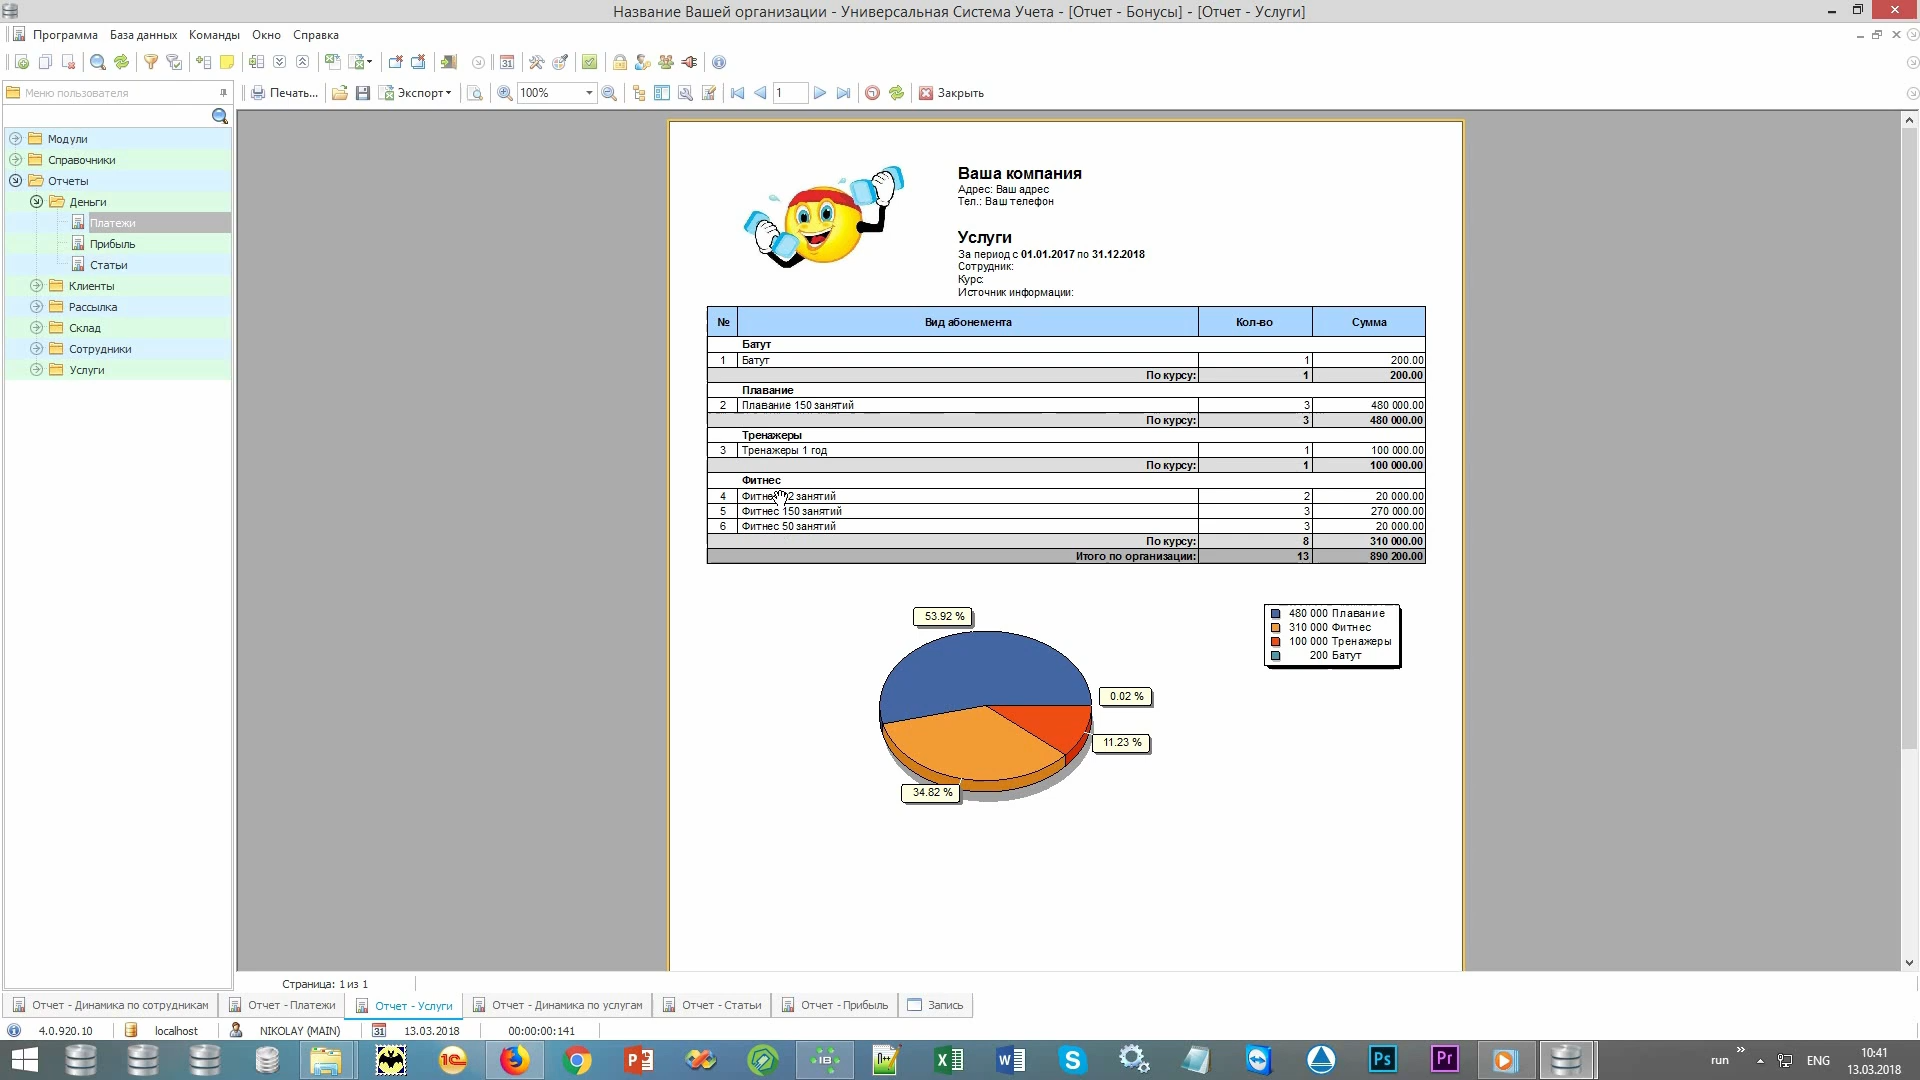 Название Вашей организации - Универсальная Система Учета - [Отчет - Бонусы] - [Отчет - Услуги]
Программа База данных Команды Окно Справка
Меню пользователя
Печать... Экспорт 100% 1 Закрыть
Модули
Справочники
Отчеты
Деньги
Платежи
Прибыль
Статьи
Клиенты
Рассылка
Склад
Сотрудники
Услуги
Ваша компания
Адрес: Ваш адрес
Тел.: Ваш телефон
Услуги
За период с 01.01.2017 по 31.12.2018
Сотрудник:
Курс:
Источник информации:
№ Вид абонемента Кол-во Сумма
Батут
1 Батут 1 200.00
По курсу: 1 200.00
Плавание
2 Плавание 150 занятий 3 480 000.00
По курсу: 3 480 000.00
Тренажеры
3 Тренажеры 1 год 1 100 000.00
По курсу: 1 100 000.00
Фитнес
4 2 занятий 2 20 000.00
5 Фитнес 150 занятий 3 270 000.00
6 Фитнес 50 занятий 3 20 000.00
По курсу: 8 310 000.00
Итого по организации: 13 890 200.00
53.92 %
0.02 %
11.23 %
34.82 %
480 000 Плавание
310 000 Фитнес
100 000 Тренажеры
200 Батут
Страница: 1 из 1
Отчет - Динамика по сотрудникам Отчет - Платежи Отчет - Услуги Отчет - Динамика по услугам Отчет - Статьи Отчет - Прибыль Запись
4.0.920.10 localhost NIKOLAY (MAIN) 31 13.03.2018 00:00:00:141
run ENG 10:41
13.03.2018